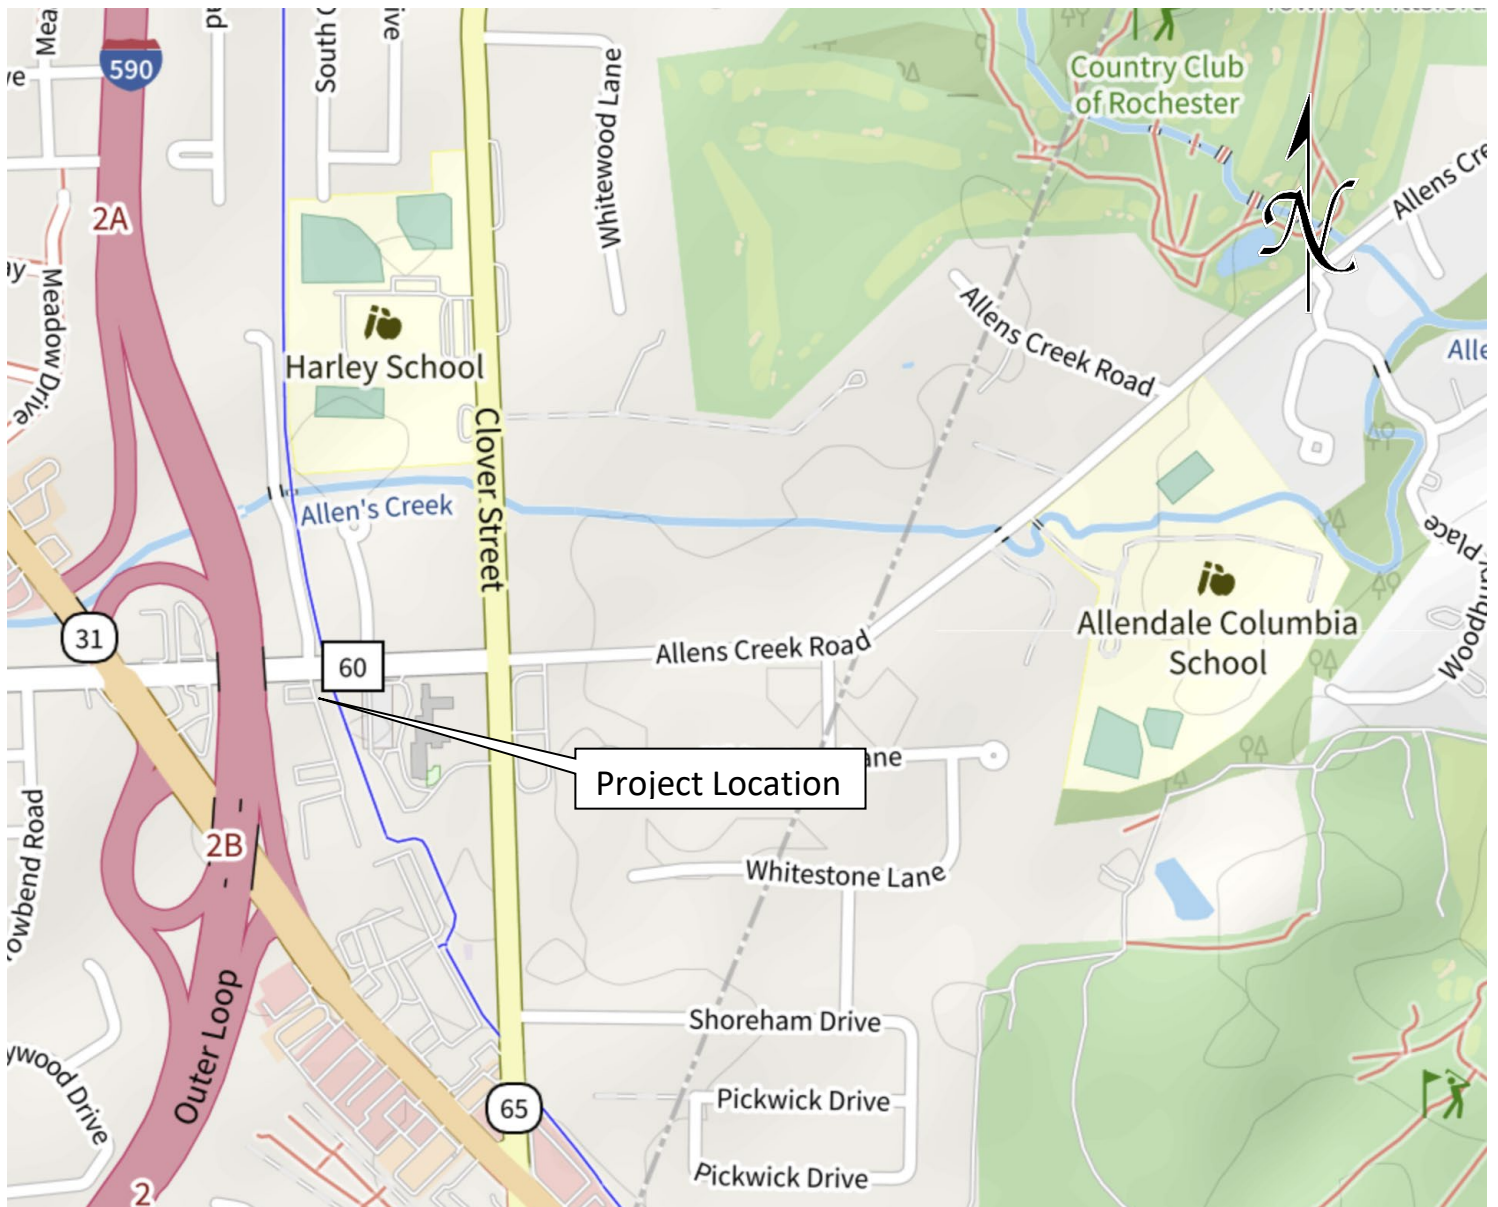 590
South
Whitewood Lane
Country Club
of Rochester
N
2A
Meadow Drive
Harley School
Clover Street
Allens Creek Road
Allen's Creek
31
60
Allens Creek Road
Allendale Columbia
School
Project Location
2B
Whitestone Lane
Outer Loop
Shoreham Drive
65
Pickwick Drive
Pickwick Drive
2